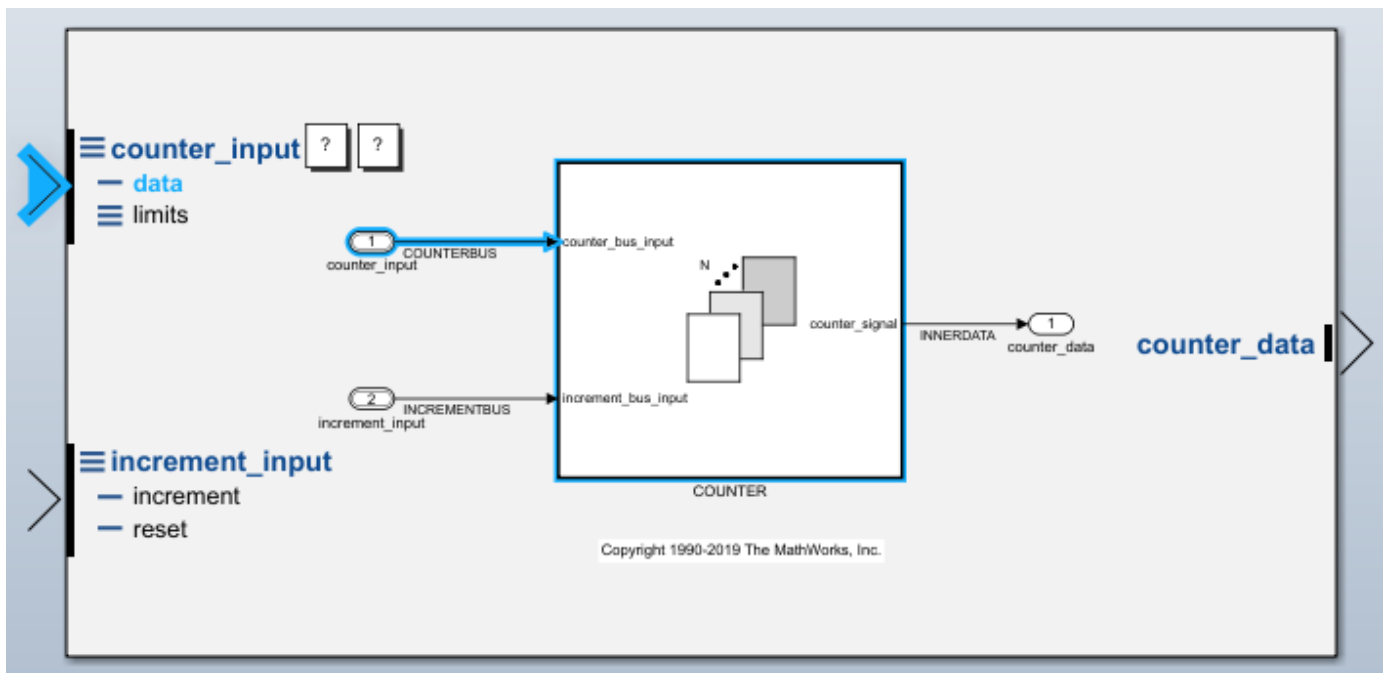 counter_input ? ?
data
limits
1
COUNTERBUS
counter_input
counter_bus_input
N
counter_signal
INNERDATA
1
counter_data
counter_data
2
INCREMENTBUS
increment_input
increment_bus_input
increment_input
increment
reset
COUNTER
Copyright 1990-2019 The MathWorks, Inc.